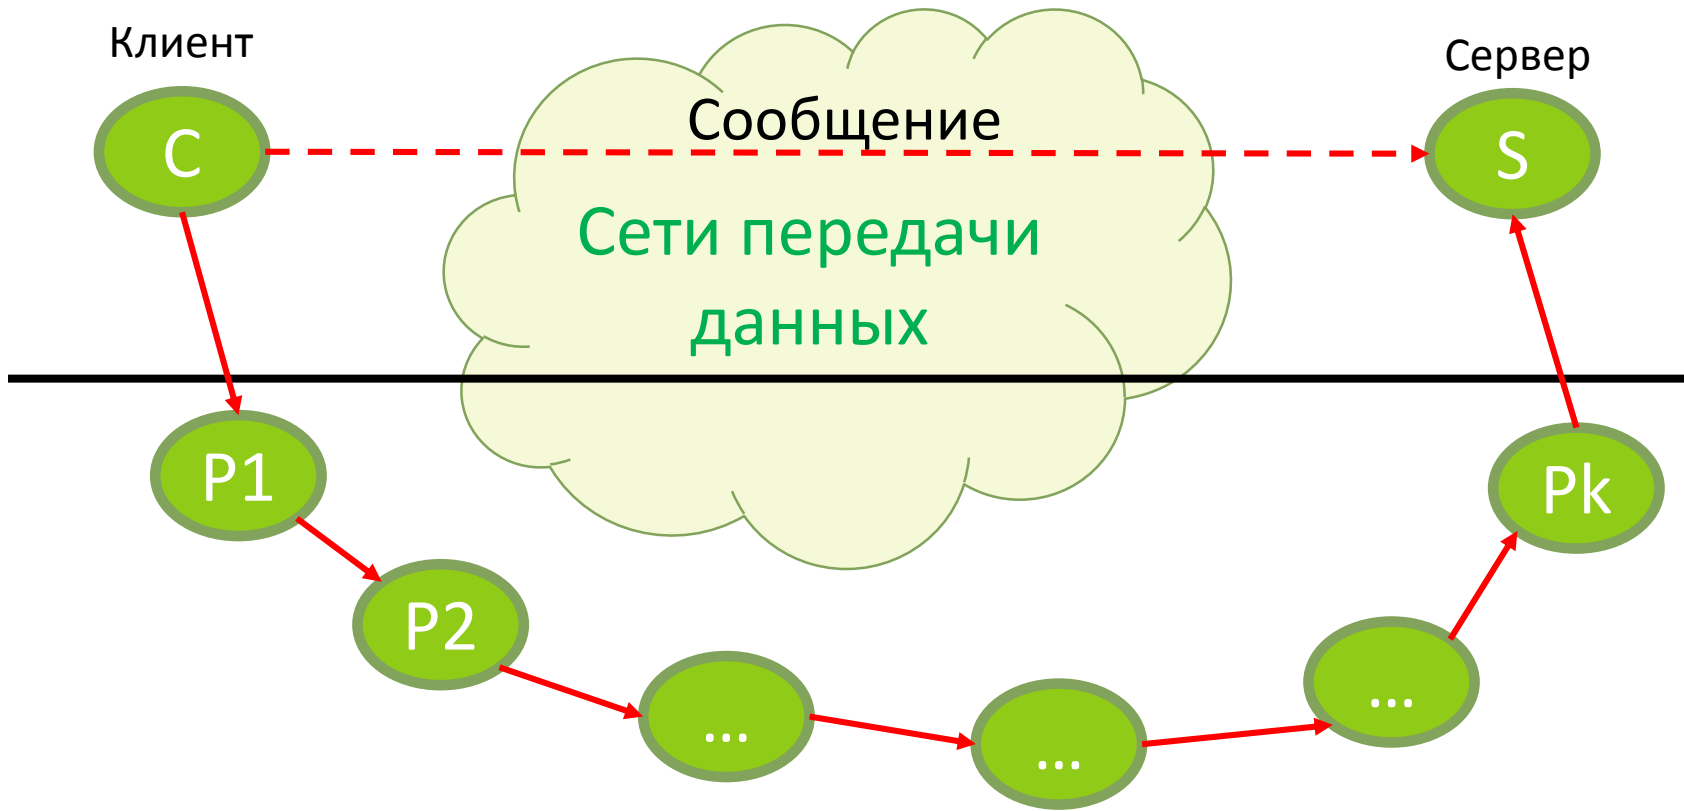 Клиент
Сервер
Сообщение
C
S
Сети передачи
данных
P1
Pk
P2
...
...
...